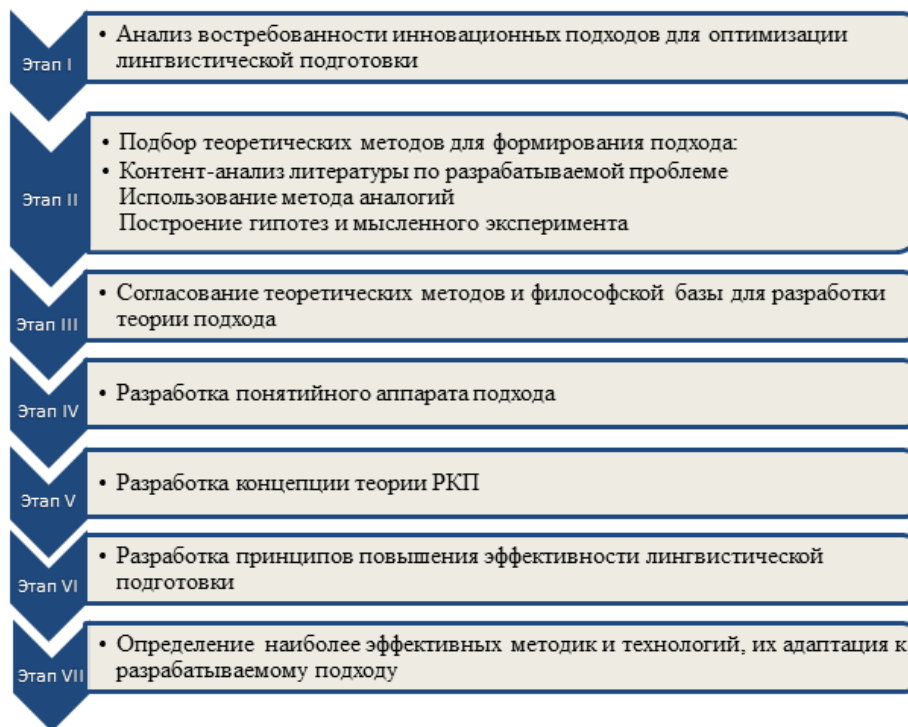 Этап I
• Анализ востребованности инновационных подходов для оптимизации
лингвистической подготовки
Этап II
• Подбор теоретических методов для формирования подхода:
• Контент-анализ литературы по разрабатываемой проблеме
Использование метода аналогий
Построение гипотез и мысленного эксперимента
Этап III
• Согласование теоретических методов и философской базы для разработки
теории подхода
Этап IV
• Разработка понятийного аппарата подхода
Этап V
• Разработка концепции теории РКП
Этап VI
• Разработка принципов повышения эффективности лингвистической
подготовки
Этап VII
• Определение наиболее эффективных методик и технологий, их адаптация к
разрабатываемому подходу